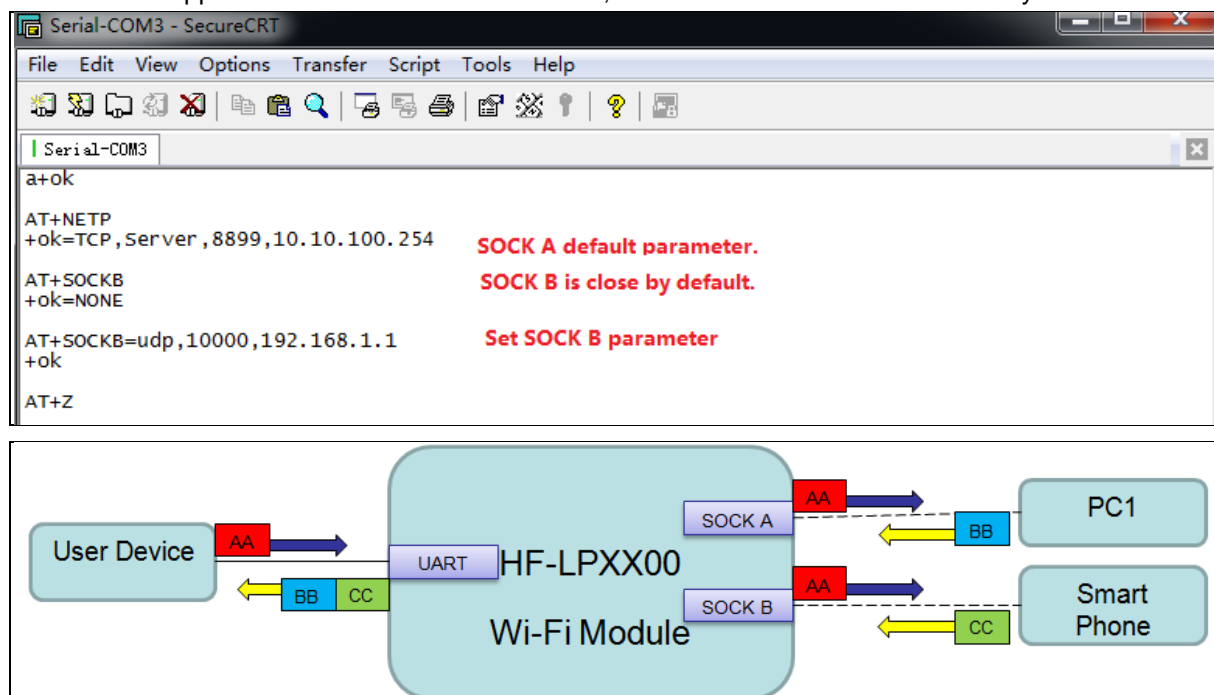 Serial-COM3 - SecureCRT
File Edit View Options Transfer Script Tools Help
Serial-COM3
a+ok
AT+NETP
+ok=TCP,Server,8899,10.10.100.254
SOCK A default parameter.
AT+SOCKB
SOCK B is close by default.
+ok=NONE
AT+SOCKB=udp,10000,192.168.1.1
Set SOCK B parameter
+ok
AT+Z
User Device
AA
BB CC
UART
HF-LPXX00
Wi-Fi Module
SOCK A
AA
BB
PC1
SOCK B
AA
CC
Smart
Phone